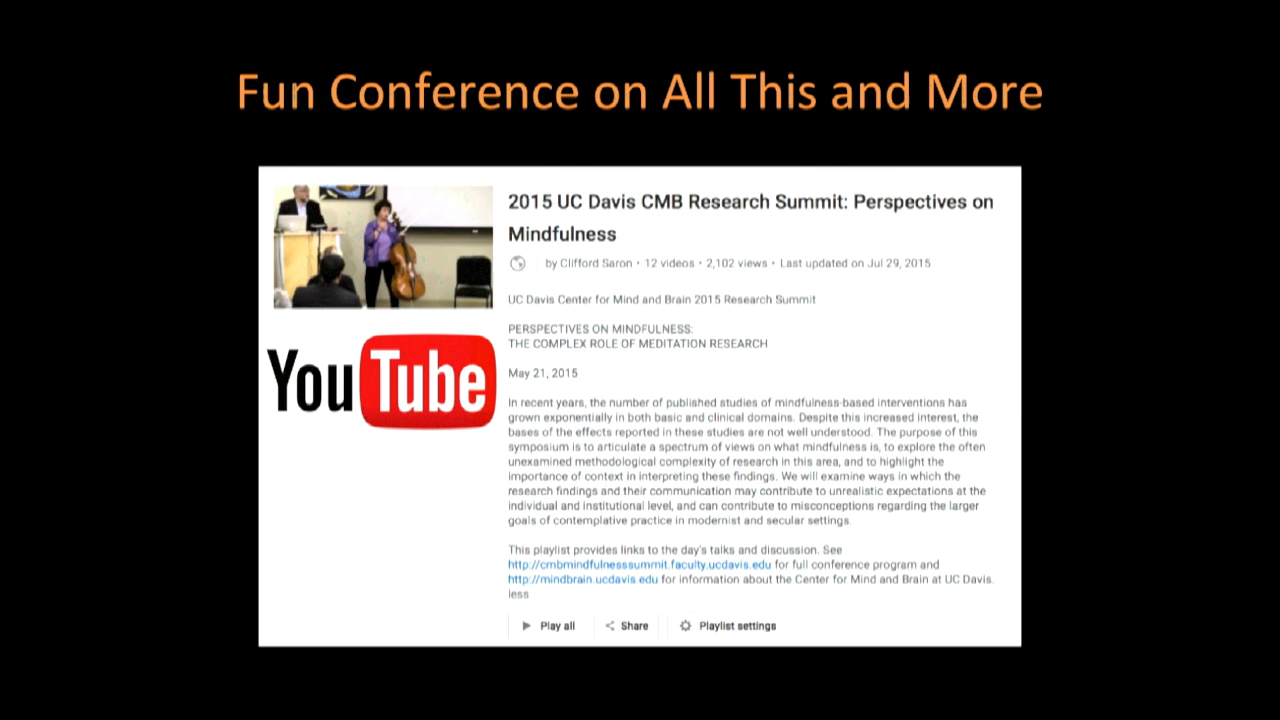 Fun Conference on All This and More
2015 UC Davis CMB Research Summit: Perspectives on
Mindfulness
by Clifford Saron • 12 videos • 2,102 views • Last updated on Jul 29, 2015
UC Davis Center for Mind and Brain 2015 Research Summit
YouTube
PERSPECTIVES ON MINDFULNESS:
THE COMPLEX ROLE OF MEDITATION RESEARCH
May 21, 2015
In recent years, the number of published studies of mindfulness-based interventions has
grown exponentially in both basic and clinical domains. Despite this increased interest, the
bases of the effects reported in these studies are not well understood. The purpose of this
symposium is to articulate a spectrum of views on what mindfulness is, to explore the often
unexamined methodological complexity of research in this area, and to highlight the
importance of context in interpreting these findings. We will examine ways in which the
research findings and their communication may contribute to unrealistic expectations at the
individual and institutional level, and can contribute to misconceptions regarding the larger
goals of contemplative practice in modernist and secular settings.
This playlist provides links to the day's talks and discussion. See
http://cmbmindfulnesssummit.faculty.ucdavis.edu for full conference program and
http://mindbrain.ucdavis.edu for information about the Center for Mind and Brain at UC Davis.
less
Play all Share Playlist settings